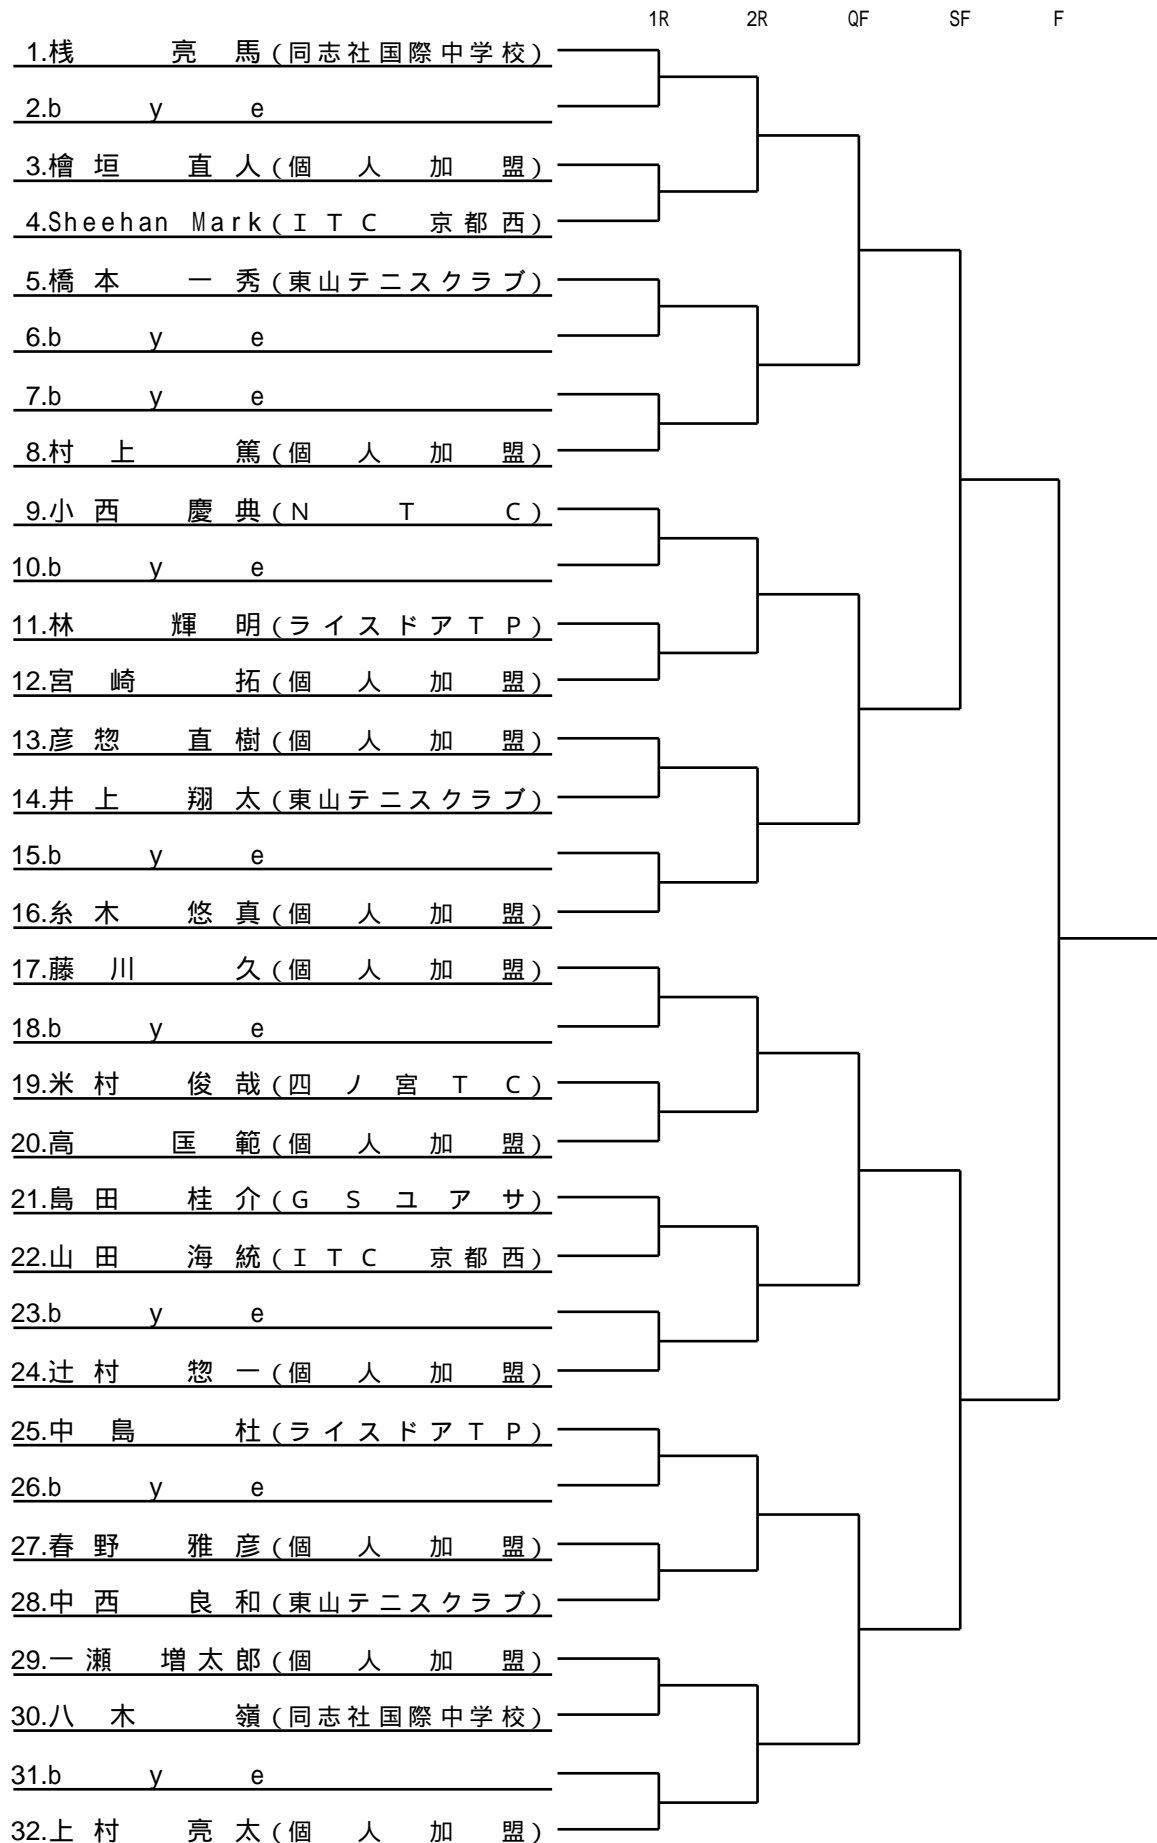 1R 2R QF SF F
1.桟 亮 馬(同志社国際中学校)
2.b y e
3.檜 垣 直 人(個 人 加 盟)
4.Sheehan Mark(Ｉ Ｔ Ｃ 京都西)
5.橋 本 一 秀(東山テニスクラブ)
6.b y e
7.b y e
8.村 上 篤(個 人 加 盟)
9.小 西 慶 典(Ｎ Ｔ Ｃ)
10.b y e
11.林 輝 明(ライスドアＴＰ)
12.宮 崎 拓(個 人 加 盟)
13.彦 惣 直 樹(個 人 加 盟)
14.井 上 翔 太(東山テニスクラブ)
15.b y e
16.糸 木 悠 真(個 人 加 盟)
17.藤 川 久(個 人 加 盟)
18.b y e
19.米 村 俊 哉(四 ノ 宮 Ｔ Ｃ)
20.高 匡 範(個 人 加 盟)
21.島 田 桂 介(Ｇ Ｓ ユ ア サ)
22.山 田 海 統(Ｉ Ｔ Ｃ 京都西)
23.b y e
24.辻 村 惣 一(個 人 加 盟)
25.中 島 杜(ライスドアＴＰ)
26.b y e
27.春 野 雅 彦(個 人 加 盟)
28.中 西 良 和(東山テニスクラブ)
29.一 瀬 増太郎(個 人 加 盟)
30.八 木 嶺(同志社国際中学校)
31.b y e
32.上 村 亮 太(個 人 加 盟)